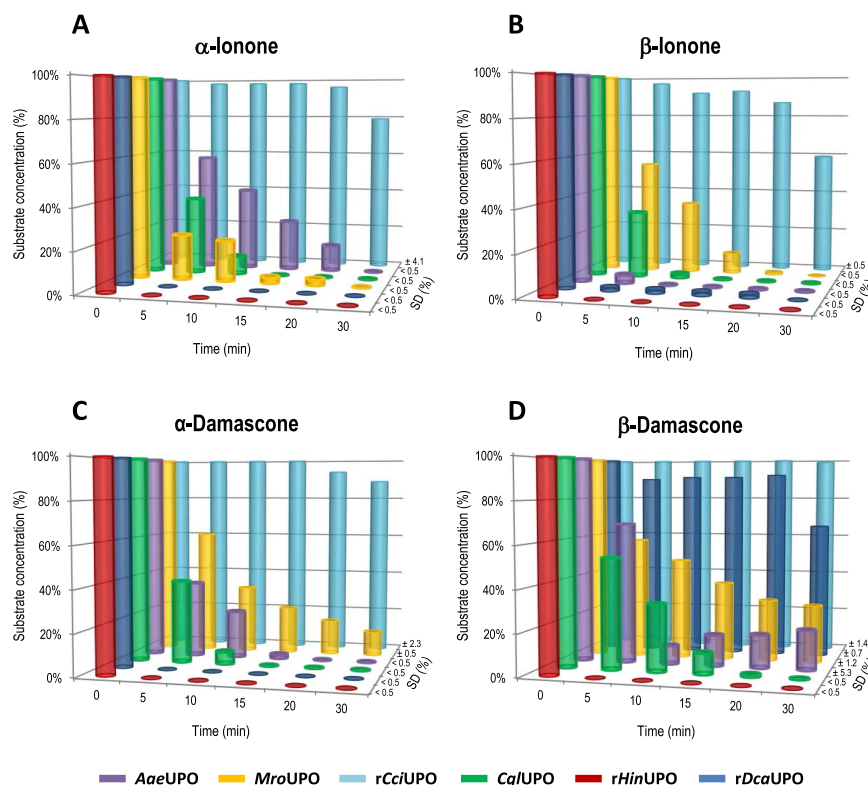 A
α-Ionone
Substrate concentration (%)
100%
80%
60%
40%
20%
0%
0 5 10 15 20 30
Time (min)
± 4.1
< 0.5
< 0.5
< 0.5
< 0.5
< 0.5
SD (%)
B
β-Ionone
Substrate concentration (%)
100%
80%
60%
40%
20%
0%
0 5 10 15 20 30
Time (min)
± 0.5
< 0.5
< 0.5
< 0.5
< 0.5
< 0.5
SD (%)
C
α-Damascone
Substrate concentration (%)
100%
80%
60%
40%
20%
0%
0 5 10 15 20 30
Time (min)
± 2.3
± 0.5
< 0.5
< 0.5
< 0.5
< 0.5
SD (%)
D
β-Damascone
Substrate concentration (%)
100%
80%
60%
40%
20%
0%
0 5 10 15 20 30
Time (min)
± 1.4
± 0.7
± 1.2
± 5.3
< 0.5
< 0.5
SD (%)
AaeUPO MroUPO rCciUPO CglUPO rHinUPO rDcaUPO